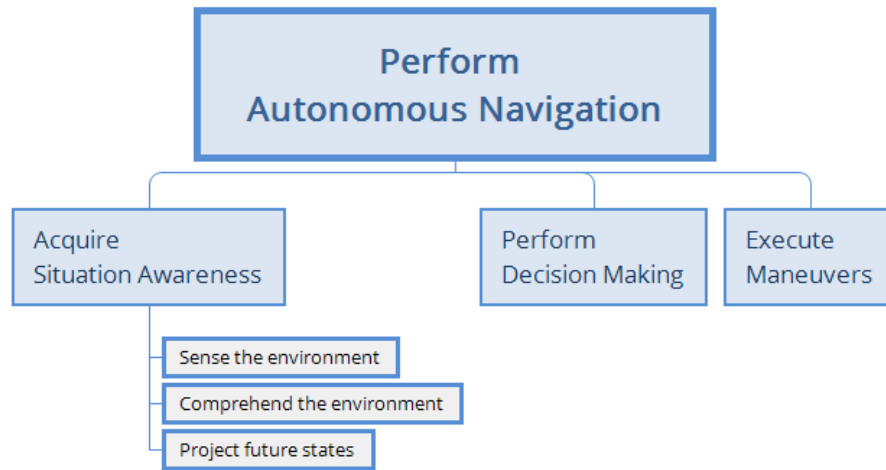 Perform
Autonomous Navigation
Acquire
Situation Awareness
Perform
Decision Making
Execute
Maneuvers
Sense the environment
Comprehend the environment
Project future states